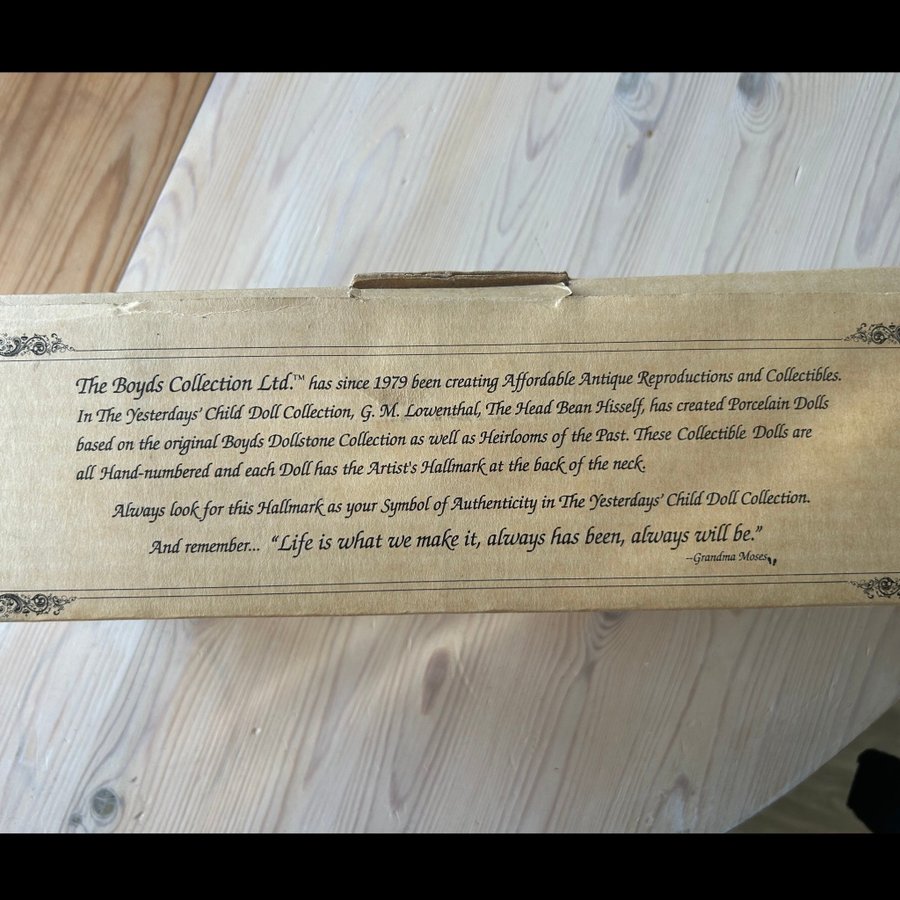 The Boyds Collection Ltd.™ has since 1979 been creating Affordable Antique Reproductions and Collectibles.
In The Yesterdays' Child Doll Collection, G. M. Lowenthal, The Head Bean Hisself, has created Porcelain Dolls
based on the original Boyds Dollstone Collection as well as Heirlooms of the Past. These Collectible Dolls are
all Hand-numbered and each Doll has the Artist's Hallmark at the back of the neck.
Always look for this Hallmark as your Symbol of Authenticity in The Yesterdays' Child Doll Collection.
And remember... “Life is what we make it, always has been, always will be.”
--Grandma Moses